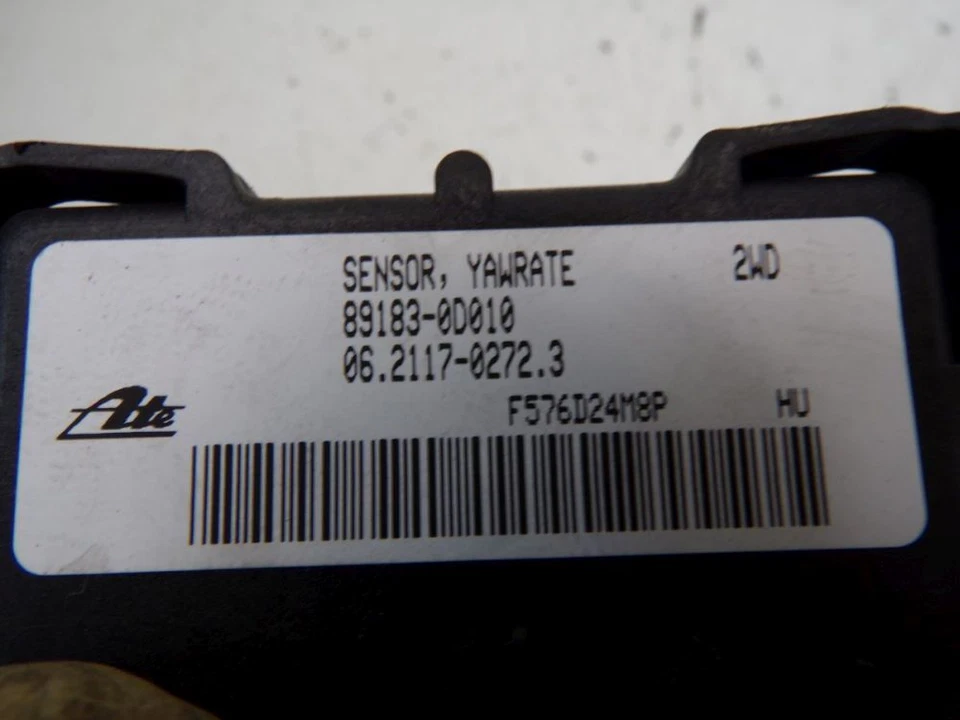 SENSOR, YAWRATE 2WD
89183-0D010
06.2117-0272.3
Ate
F576D24M8P HU